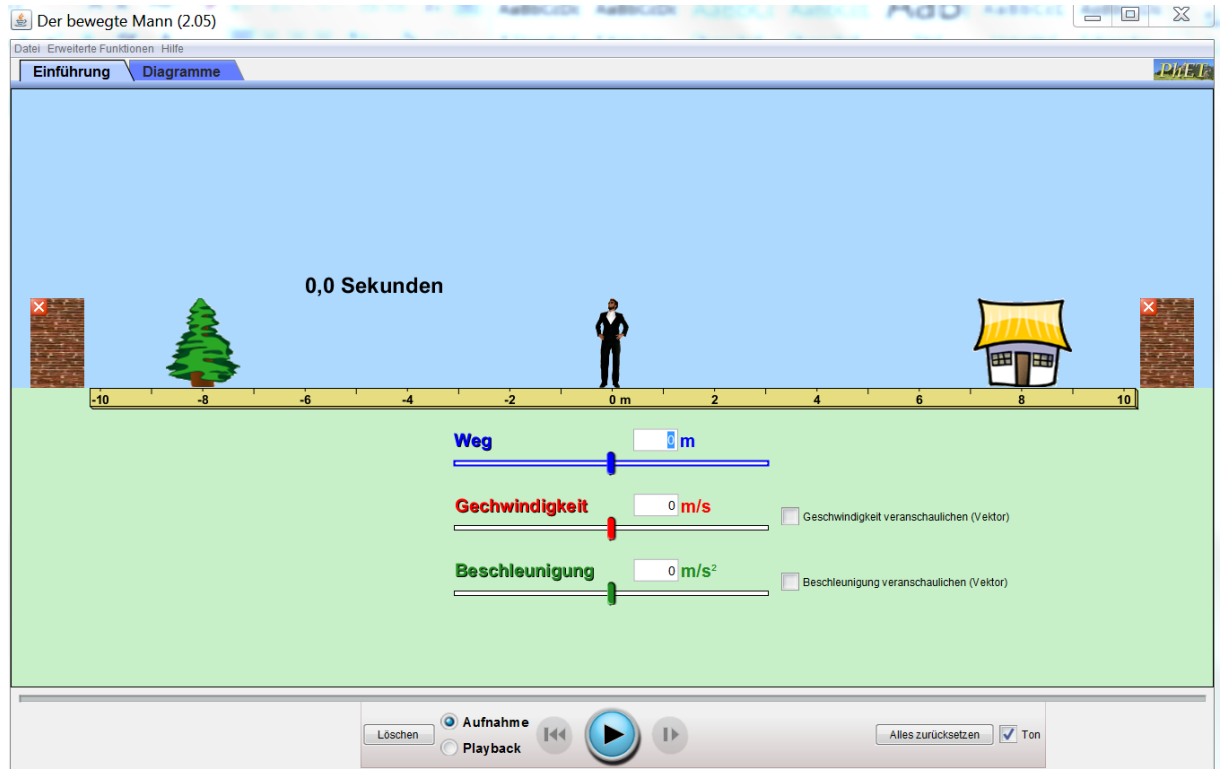 Der bewegte Mann (2.05)
Datei Erweiterte Funktionen Hilfe
Einführung Diagramme
PhET
0,0 Sekunden
-10 -8 -6 -4 -2 0 m 2 4 6 8 10
Weg 0 m
Gechwindigkeit 0 m/s
Geschwindigkeit veranschaulichen (Vektor)
Beschleunigung 0 m/s²
Beschleunigung veranschaulichen (Vektor)
Löschen
Aufnahme
Playback
Alles zurücksetzen
Ton